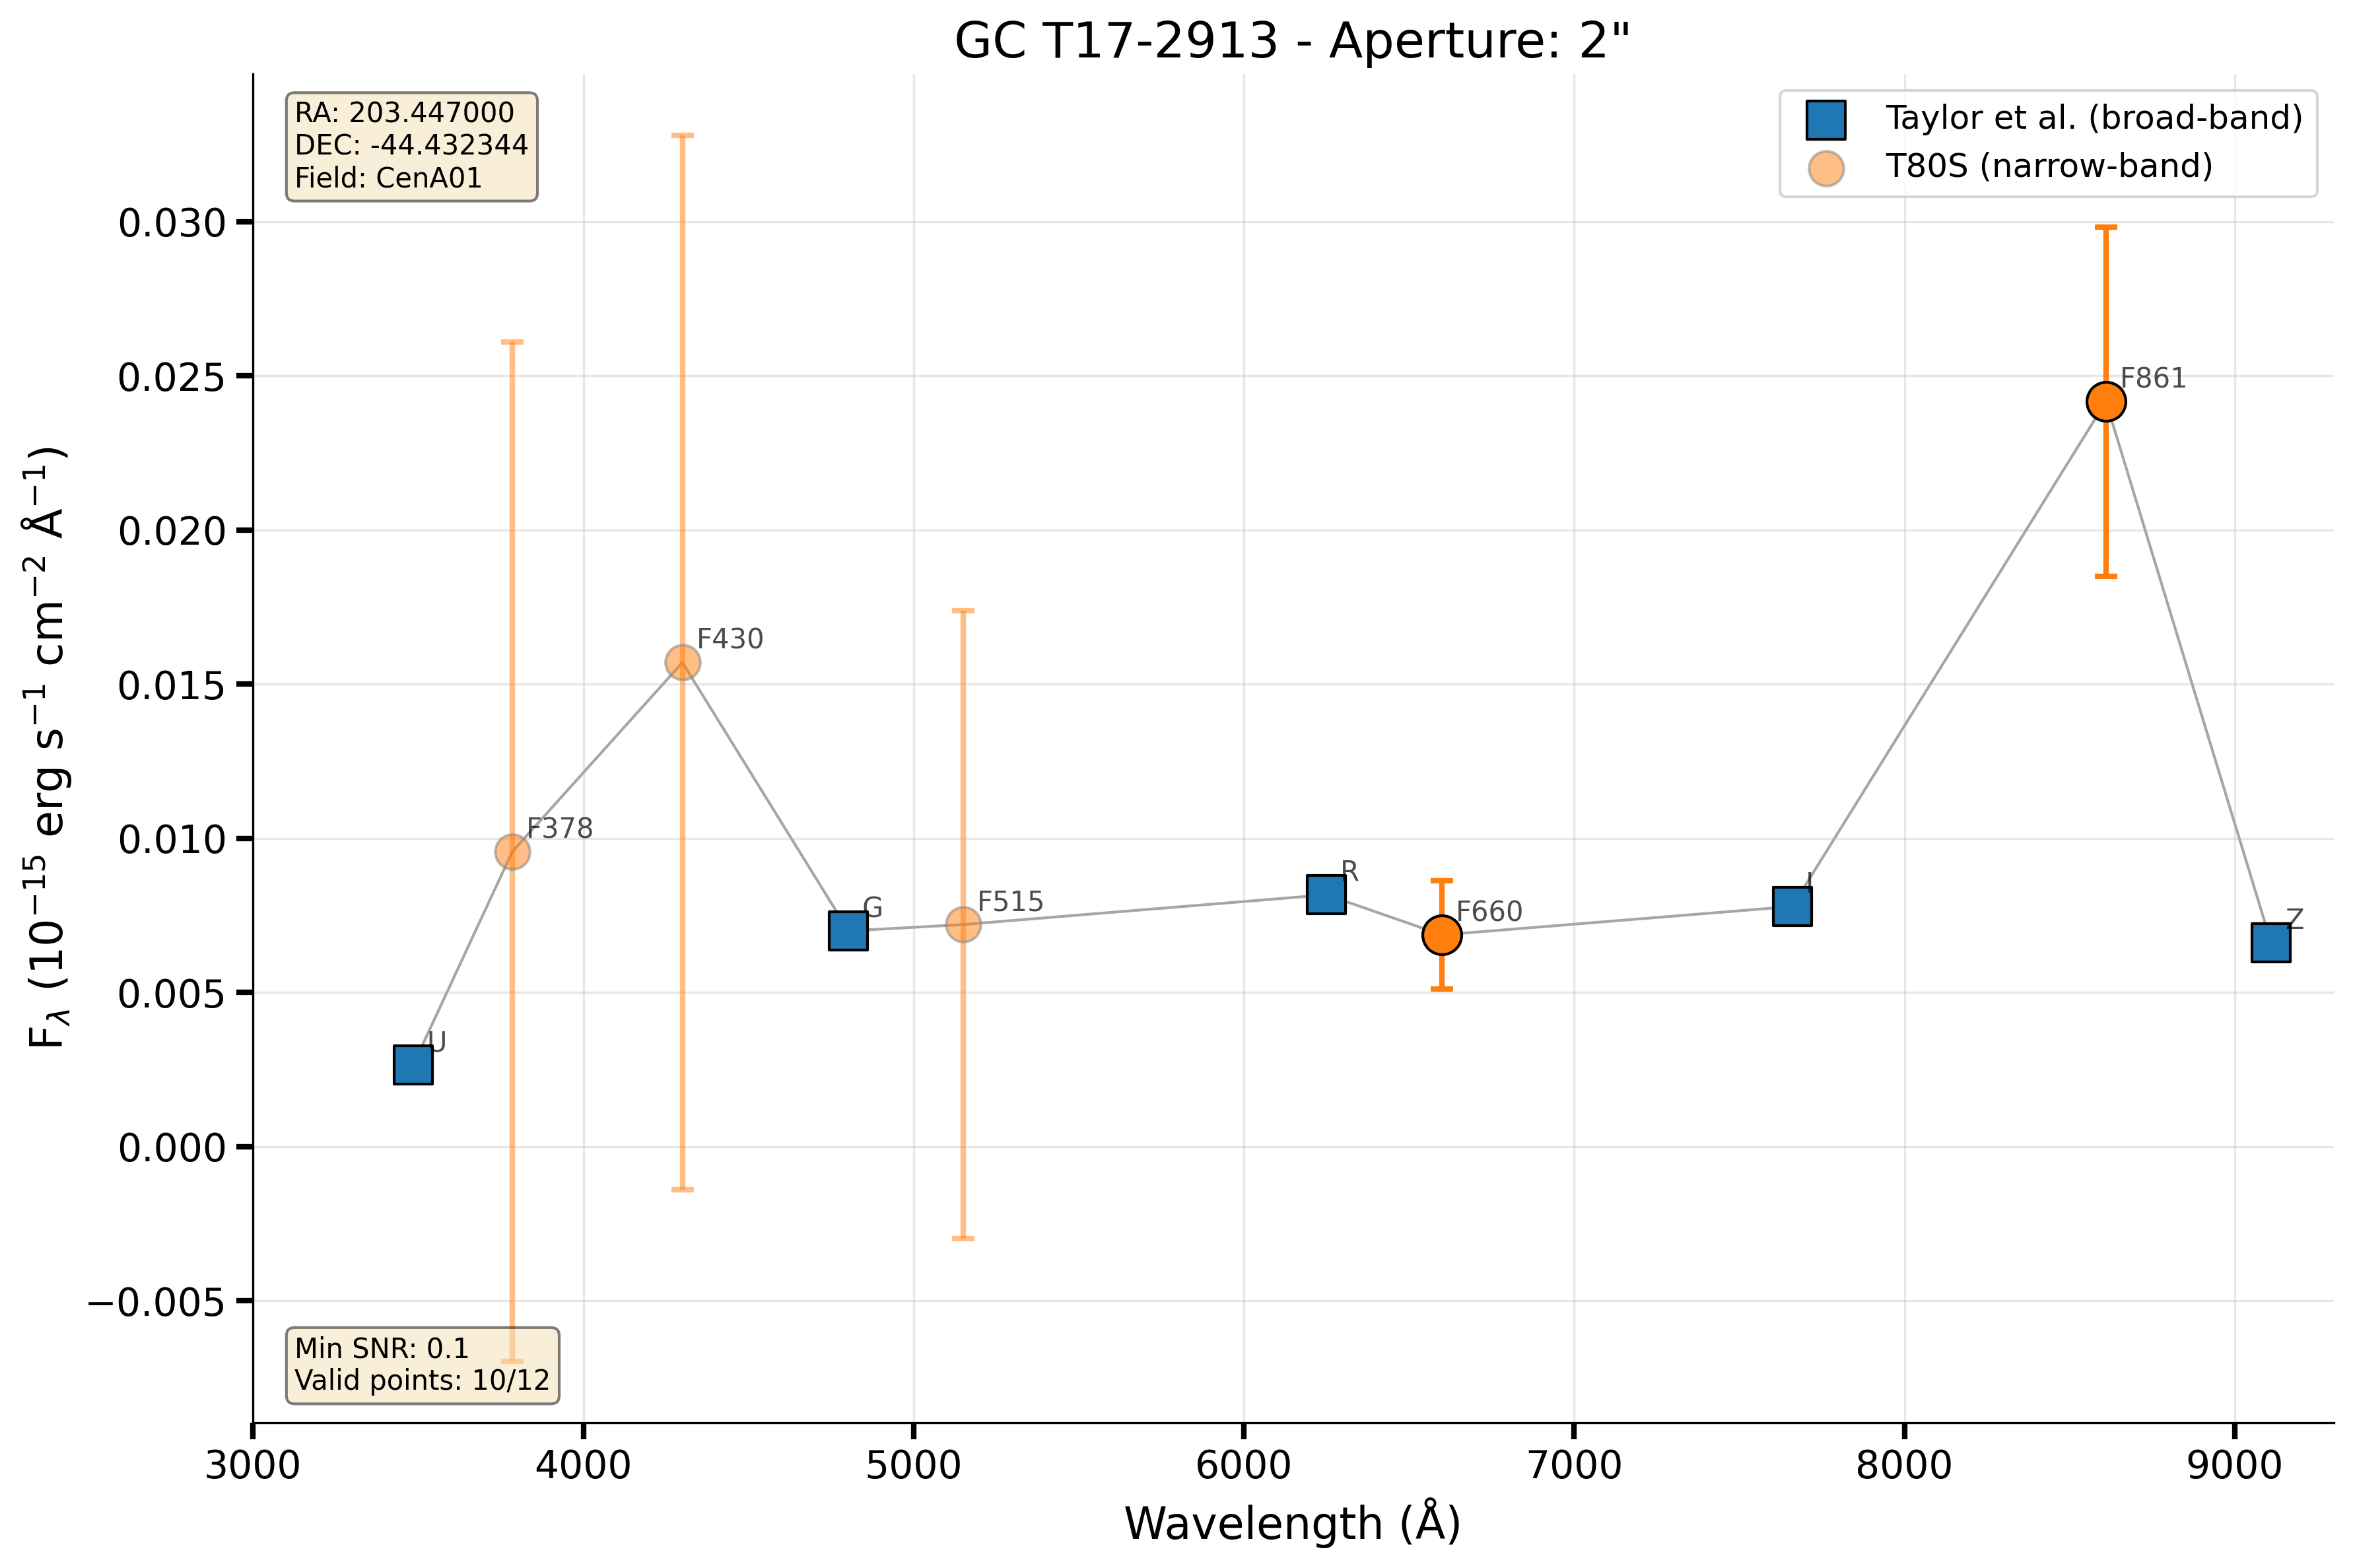 GC T17-2913 - Aperture: 2"
RA: 203.447000
DEC: -44.432344
Field: CenA01
Taylor et al. (broad-band)
T80S (narrow-band)
F$_λ$ (10$^{−15}$ erg s$^{−1}$ cm$^{−2}$ Å$^{−1}$)
0.030
0.025
0.020
0.015
0.010
0.005
0.000
−0.005
U
F378
F430
G
F515
R
F660
I
F861
Z
Min SNR: 0.1
Valid points: 10/12
3000 4000 5000 6000 7000 8000 9000
Wavelength (Å)